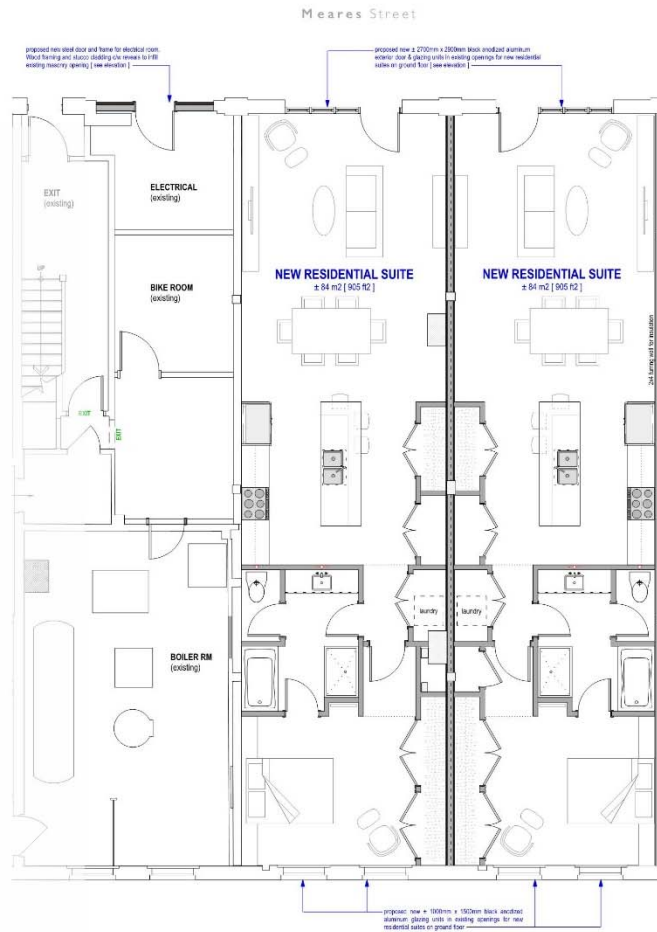 Meares Street
proposed new steel door and frame for electrical room.
Wood framing and stucco cladding c/w reveals to infill
existing masonry opening [ see elevation ]
proposed new ± 2700mm x 2900mm black anodized aluminum
exterior door & glazing units in existing openings for new residential
suites on ground floor [ see elevation ]
EXIT
(existing)
ELECTRICAL
(existing)
UP
NEW RESIDENTIAL SUITE
± 84 m2 [ 905 ft2 ]
NEW RESIDENTIAL SUITE
± 84 m2 [ 905 ft2 ]
BIKE ROOM
(existing)
2x4 furring wall for insulation
EXIT
EXIT
laundry
laundry
BOILER RM
(existing)
proposed new ± 1000mm x 1500mm black anodized
aluminum glazing units in existing openings for new
residential suites on ground floor